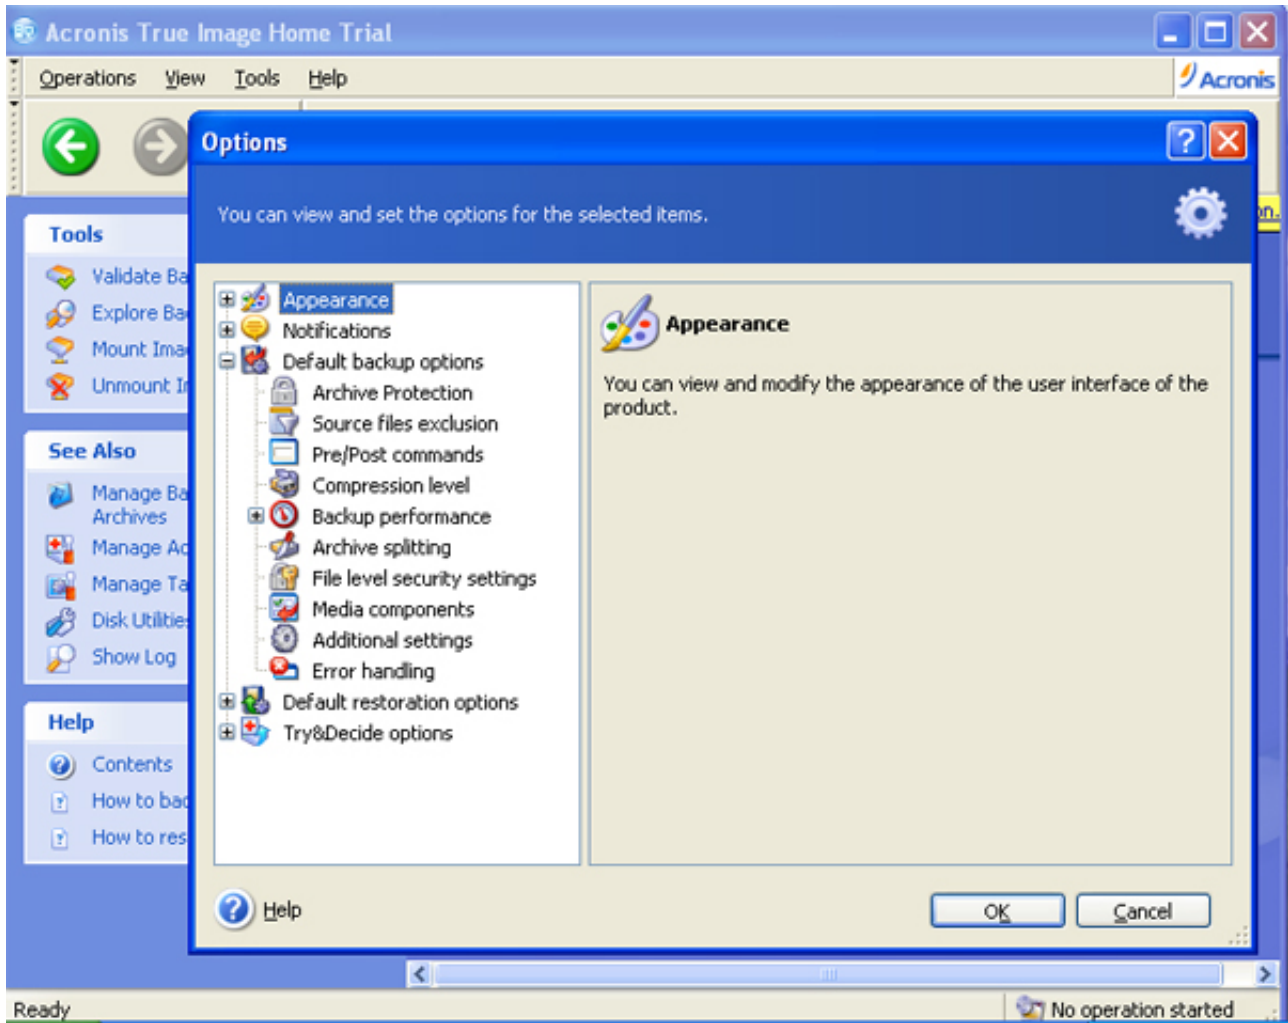 Acronis True Image Home Trial
Operations View Tools Help
Acronis
Options
You can view and set the options for the selected items.
on.
Tools
Validate Ba
Explore Ba
Mount Ima
Unmount Ir
See Also
Manage Ba
Archives
Manage Ac
Manage Ta
Disk Utilitie
Show Log
Help
Contents
How to bac
How to res
Appearance
Notifications
Default backup options
Archive Protection
Source files exclusion
Pre/Post commands
Compression level
Backup performance
Archive splitting
File level security settings
Media components
Additional settings
Error handling
Default restoration options
Try&Decide options
Appearance
You can view and modify the appearance of the user interface of the
product.
Help
OK
Cancel
Ready
No operation started